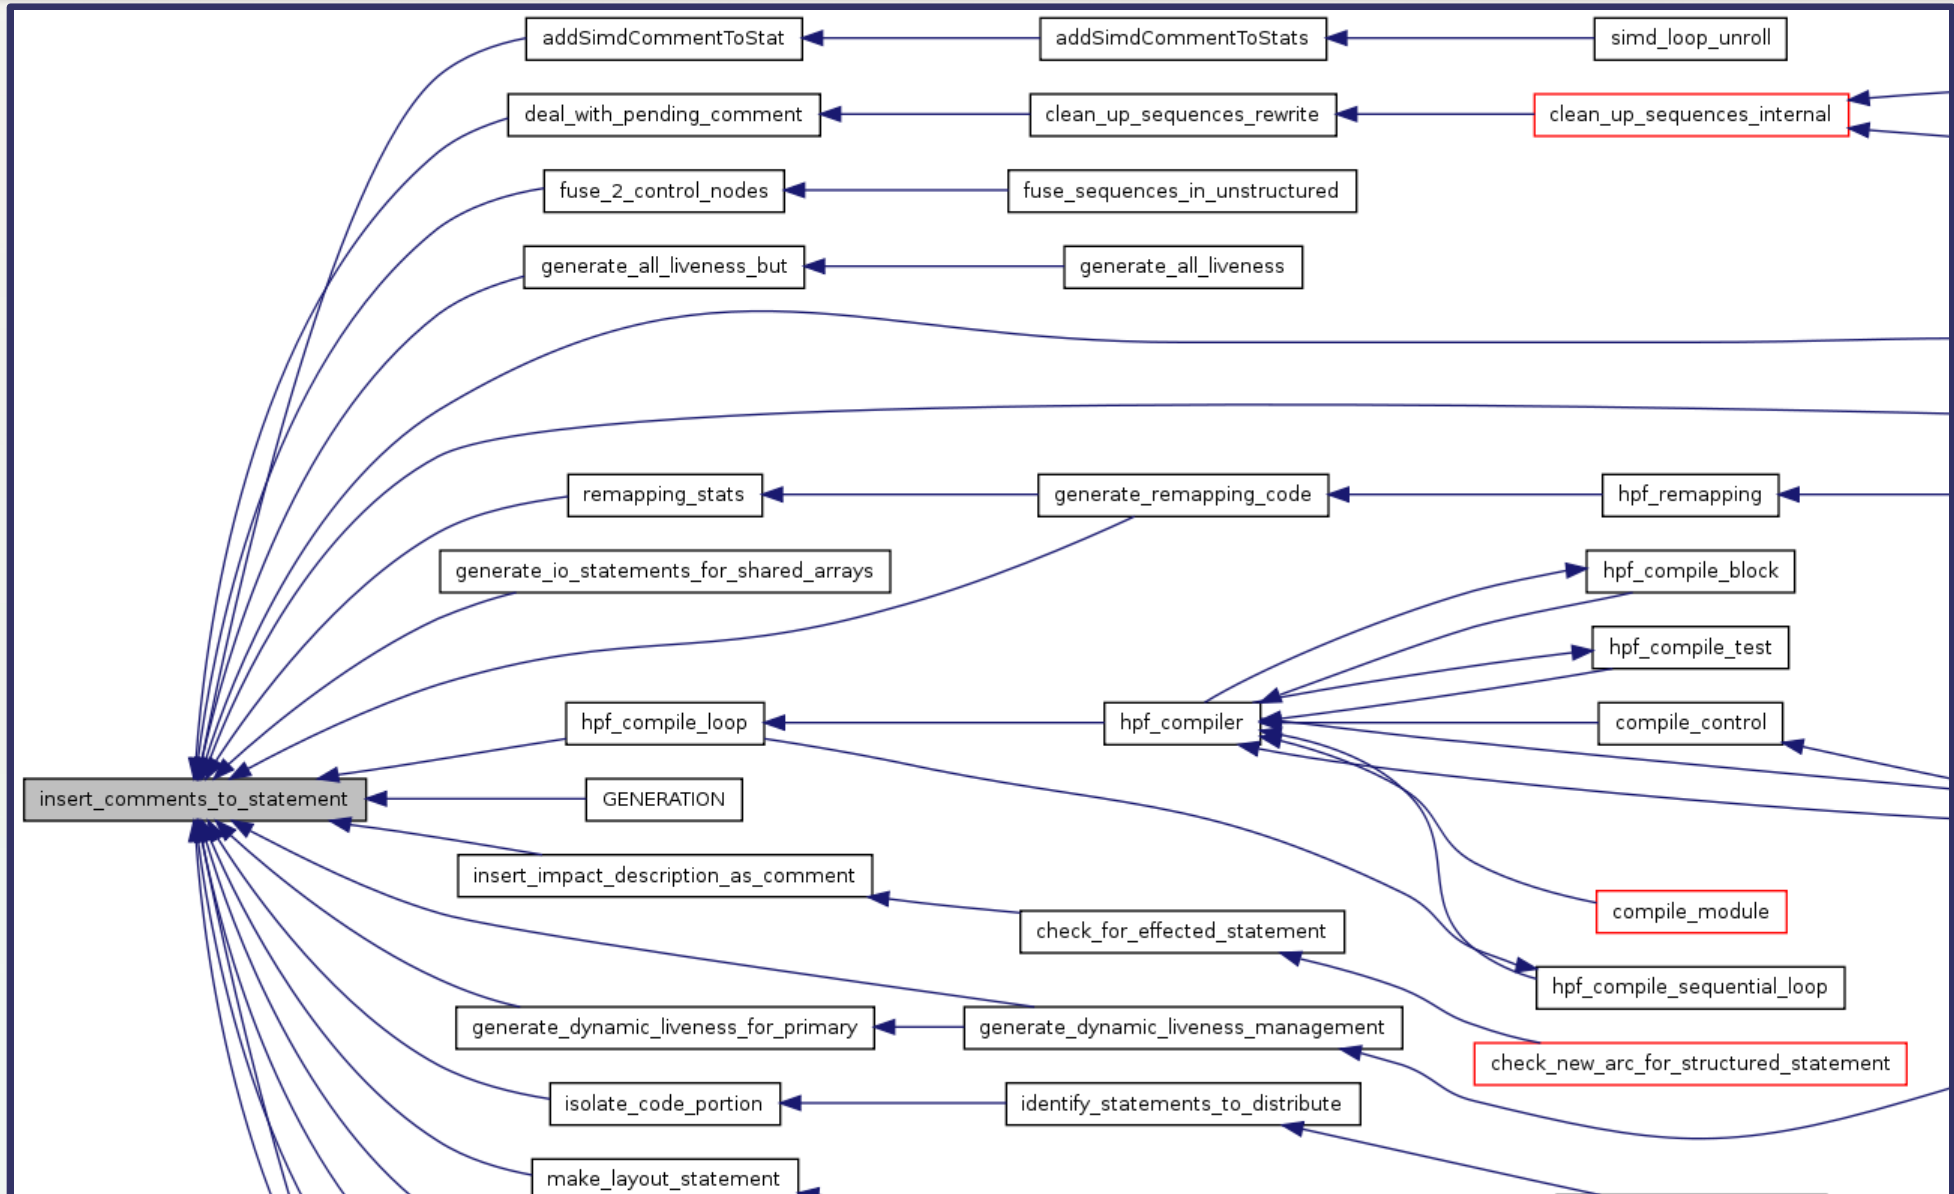 addSimdCommentToStat
addSimdCommentToStats
simd_loop_unroll
deal_with_pending_comment
clean_up_sequences_rewrite
clean_up_sequences_internal
fuse_2_control_nodes
fuse_sequences_in_unstructured
generate_all_liveness_but
generate_all_liveness
remapping_stats
generate_remapping_code
hpf_remapping
generate_io_statements_for_shared_arrays
hpf_compile_block
hpf_compile_test
hpf_compile_loop
hpf_compiler
compile_control
insert_comments_to_statement
GENERATION
insert_impact_description_as_comment
compile_module
check_for_effected_statement
hpf_compile_sequential_loop
generate_dynamic_liveness_for_primary
generate_dynamic_liveness_management
check_new_arc_for_structured_statement
isolate_code_portion
identify_statements_to_distribute
make_layout_statement